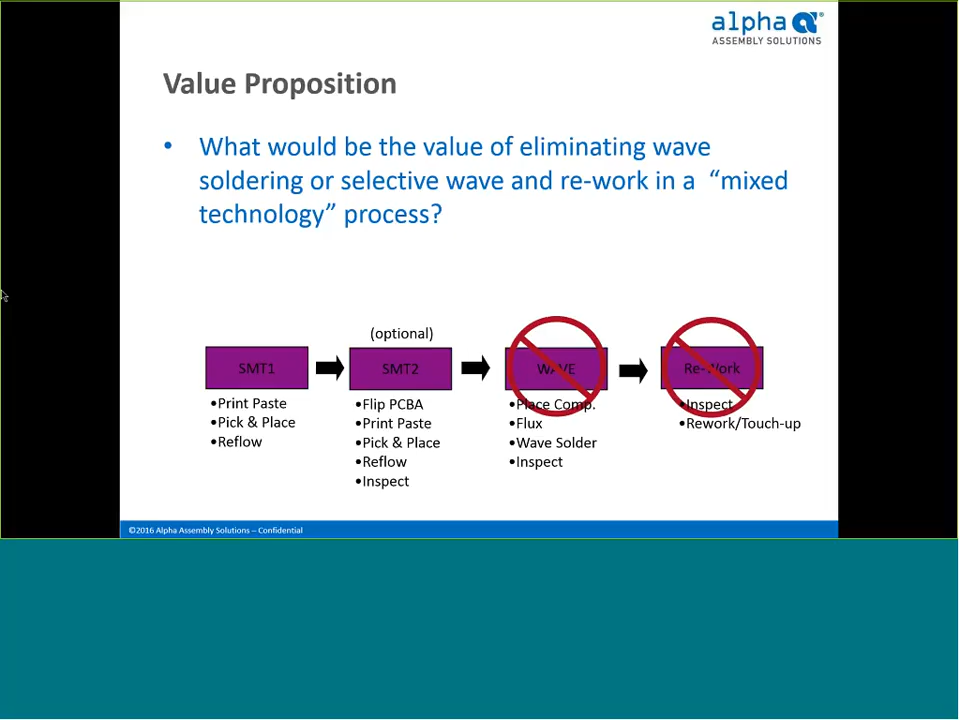 alpha
ASSEMBLY SOLUTIONS
Value Proposition
• What would be the value of eliminating wave
soldering or selective wave and re-work in a “mixed
technology” process?
(optional)
SMT1
SMT2
WAVE
Re-Work
•Print Paste
•Pick & Place
•Reflow
•Flip PCBA
•Print Paste
•Pick & Place
•Reflow
•Inspect
•Place Comp.
•Flux
•Wave Solder
•Inspect
•Inspect
•Rework/Touch-up
©2016 Alpha Assembly Solutions – Confidential